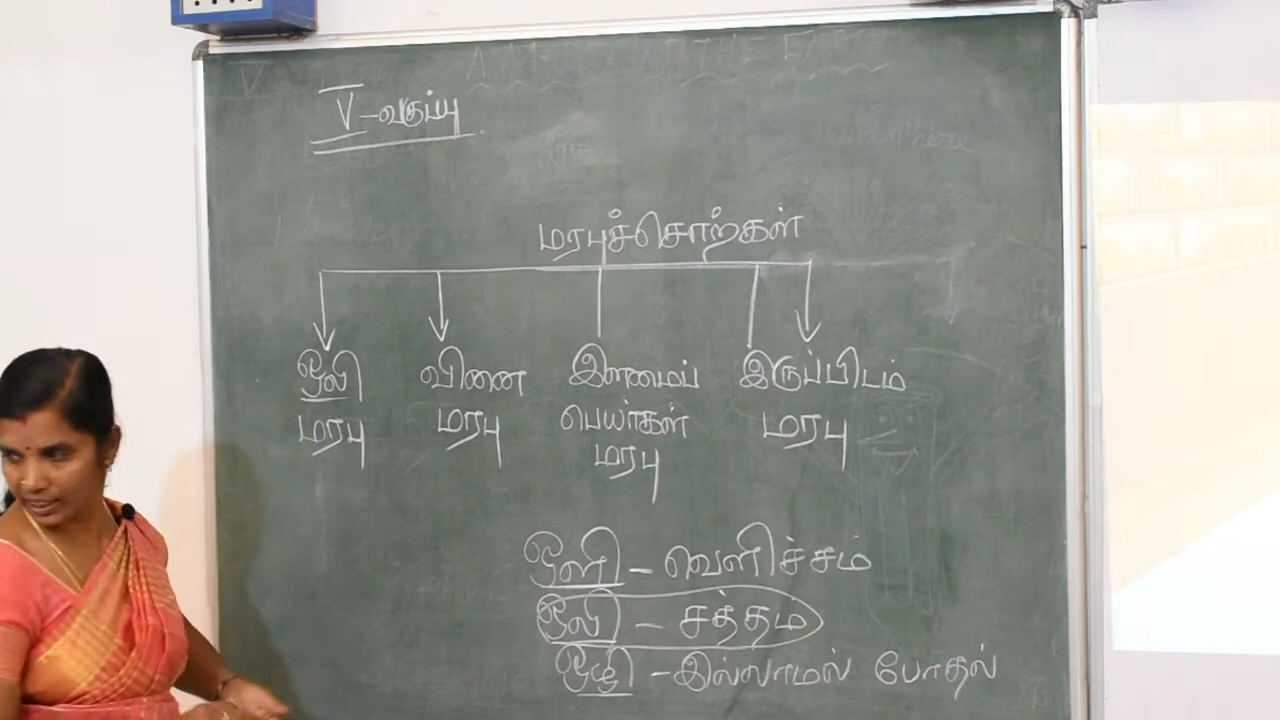 V - வகுப்பு
மரபுச்சொற்கள்
ஒலி மரபு
வினை மரபு
இளமைப் பெயர்கள் மரபு
இருப்பிடம் மரபு
ஒளி - வெளிச்சம்
ஒலி - சத்தம்
ஒழி - இல்லாமல் போதல்